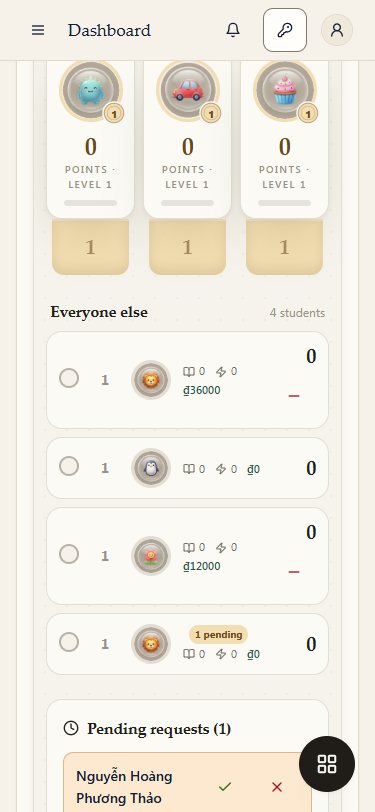 Dashboard
1
1
1
0
0
0
POINTS ·
LEVEL 1
POINTS ·
LEVEL 1
POINTS ·
LEVEL 1
1
1
1
Everyone else
4 students
1
0
0
₫36000
0
–
1
0
0
₫0
0
1
0
0
₫12000
0
–
1
1 pending
0
0
₫0
0
Pending requests (1)
Nguyễn Hoàng
Phương Thảo